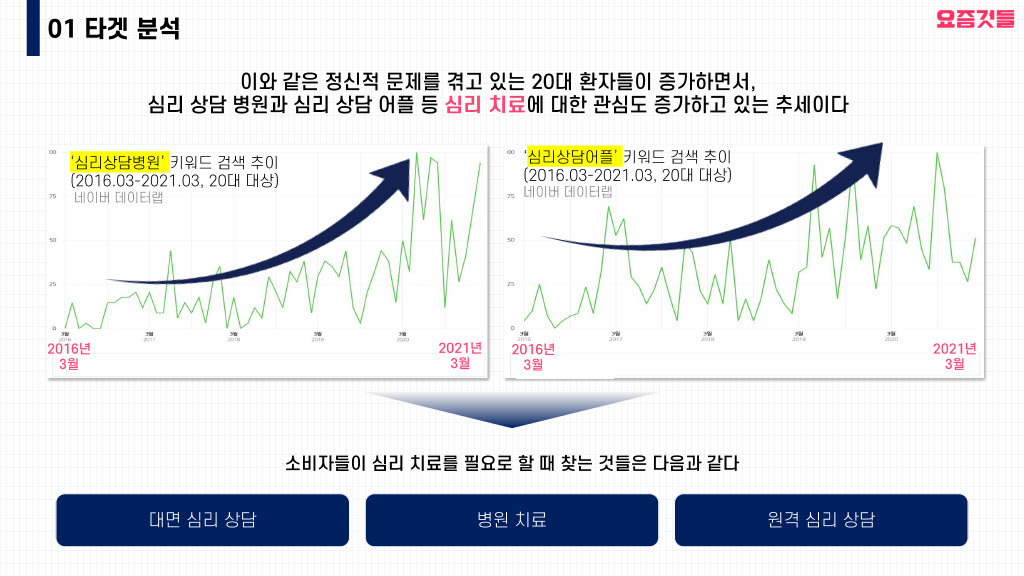 01 타겟 분석
요즘것들
이와 같은 정신적 문제를 겪고 있는 20대 환자들이 증가하면서,
심리 상담 병원과 심리 상담 어플 등 심리 치료에 대한 관심도 증가하고 있는 추세이다
‘심리상담병원’ 키워드 검색 추이
(2016.03-2021.03, 20대 대상)
네이버 데이터랩
00
75
50
25
0
3월
2016
3월
2017
3월
2018
3월
2019
3월
2020
2016년
3월
2021년
3월
‘심리상담어플’ 키워드 검색 추이
(2016.03-2021.03, 20대 대상)
네이버 데이터랩
00
75
50
25
0
3월
2016
3월
2017
3월
2018
3월
2019
3월
2020
2016년
3월
2021년
3월
소비자들이 심리 치료를 필요로 할 때 찾는 것들은 다음과 같다
대면 심리 상담
병원 치료
원격 심리 상담